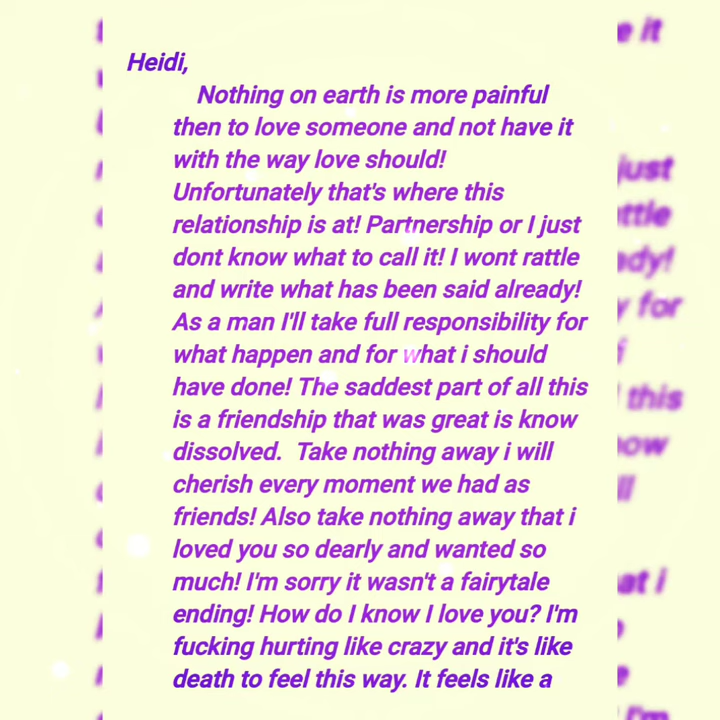 Heidi,
Nothing on earth is more painful
then to love someone and not have it
with the way love should!
Unfortunately that's where this
relationship is at! Partnership or I just
dont know what to call it! I wont rattle
and write what has been said already!
As a man I'll take full responsibility for
what happen and for what i should
have done! The saddest part of all this
is a friendship that was great is know
dissolved.  Take nothing away i will
cherish every moment we had as
friends! Also take nothing away that i
loved you so dearly and wanted so
much! I'm sorry it wasn't a fairytale
ending! How do I know I love you? I'm
fucking hurting like crazy and it's like
death to feel this way. It feels like a